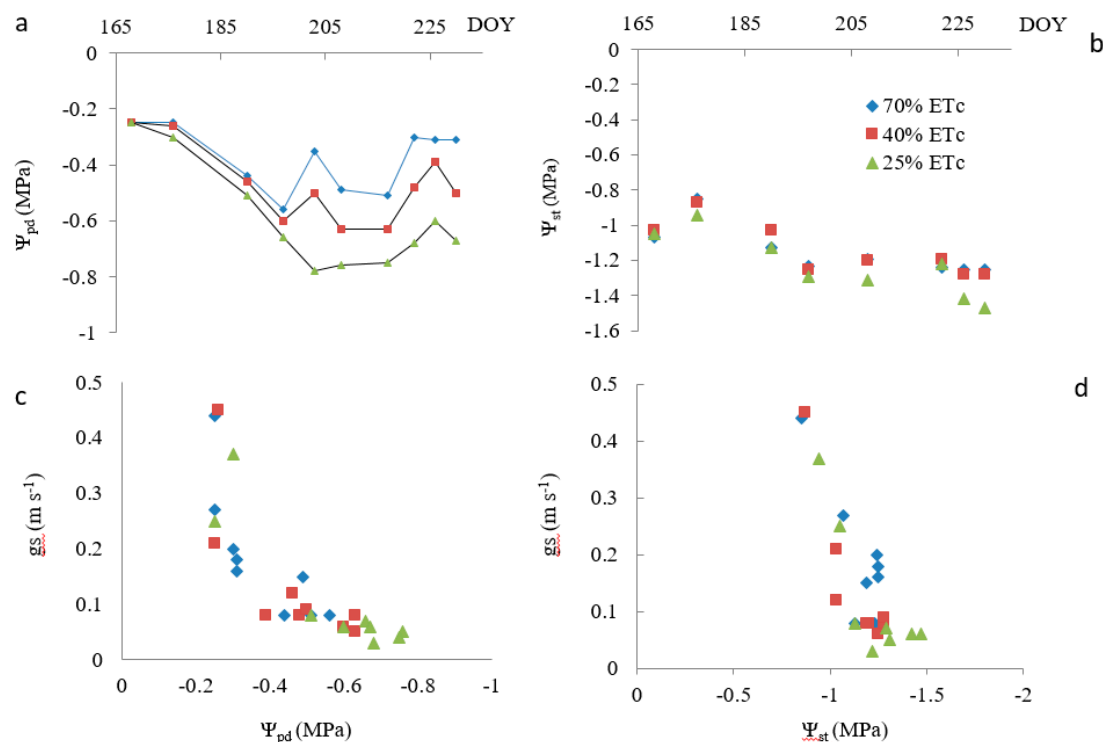 a
165 185 205 225 DOY
0
-0.2
-0.4
-0.6
-0.8
-1
Ψpd (MPa)
165 185 205 225 DOY
b
0
-0.2
-0.4
-0.6
-0.8
-1
-1.2
-1.4
-1.6
Ψst (MPa)
70% ETc
40% ETc
25% ETc
c
0.5
0.4
0.3
0.2
0.1
0
gs (m s-1)
0 -0.2 -0.4 -0.6 -0.8 -1
Ψpd (MPa)
d
0.5
0.4
0.3
0.2
0.1
0
gs (m s-1)
0 -0.5 -1 -1.5 -2
Ψst (MPa)